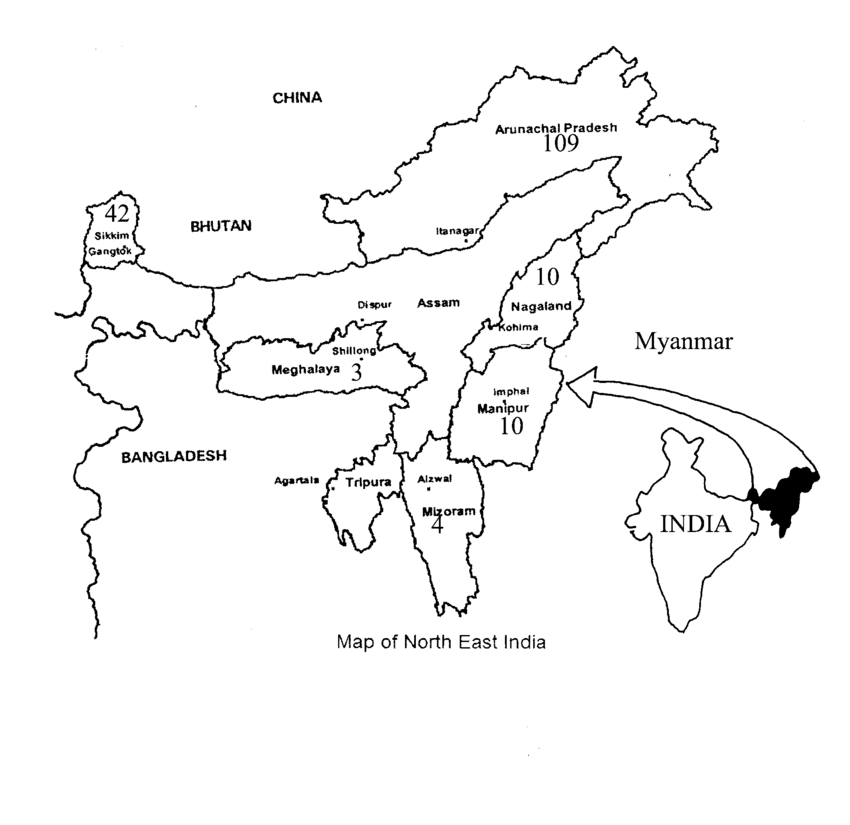 CHINA
Arunachal Pradesh
109
42
Sikkim
Gangtok
BHUTAN
Itanagar
10
Nagaland
Dispur
Assam
Kohima
Myanmar
Shillong
Meghalaya 3
Imphal
Manipur
10
BANGLADESH
Agartala
Tripura
Aizwal
Mizoram
4
INDIA
Map of North East India